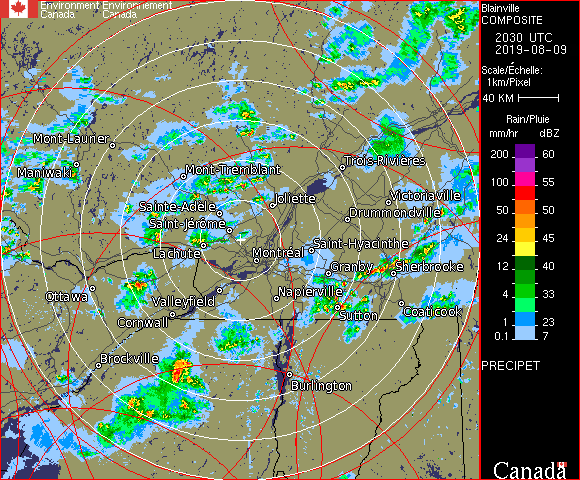 Environment Environnement
Canada Canada
Blainville
COMPOSITE
2030 UTC
2019-08-09
Scale/Échelle:
1km/Pixel
40 KM
Rain/Pluie
mm/hr dBZ
200 60
100 55
50 50
24 45
12 40
4 33
1 23
0.1 7
PRECIPET
Canada
Mont-Laurier
Maniwaki
Mont-Tremblant
Trois-Rivières
Sainte-Adèle
Joliette
Victoriaville
Saint-Jérôme
Drummondville
Lachute
Montréal
Saint-Hyacinthe
Granby
Sherbrooke
Ottawa
Valleyfield
Napierville
Cornwall
Sutton
Coaticook
Brockville
Burlington